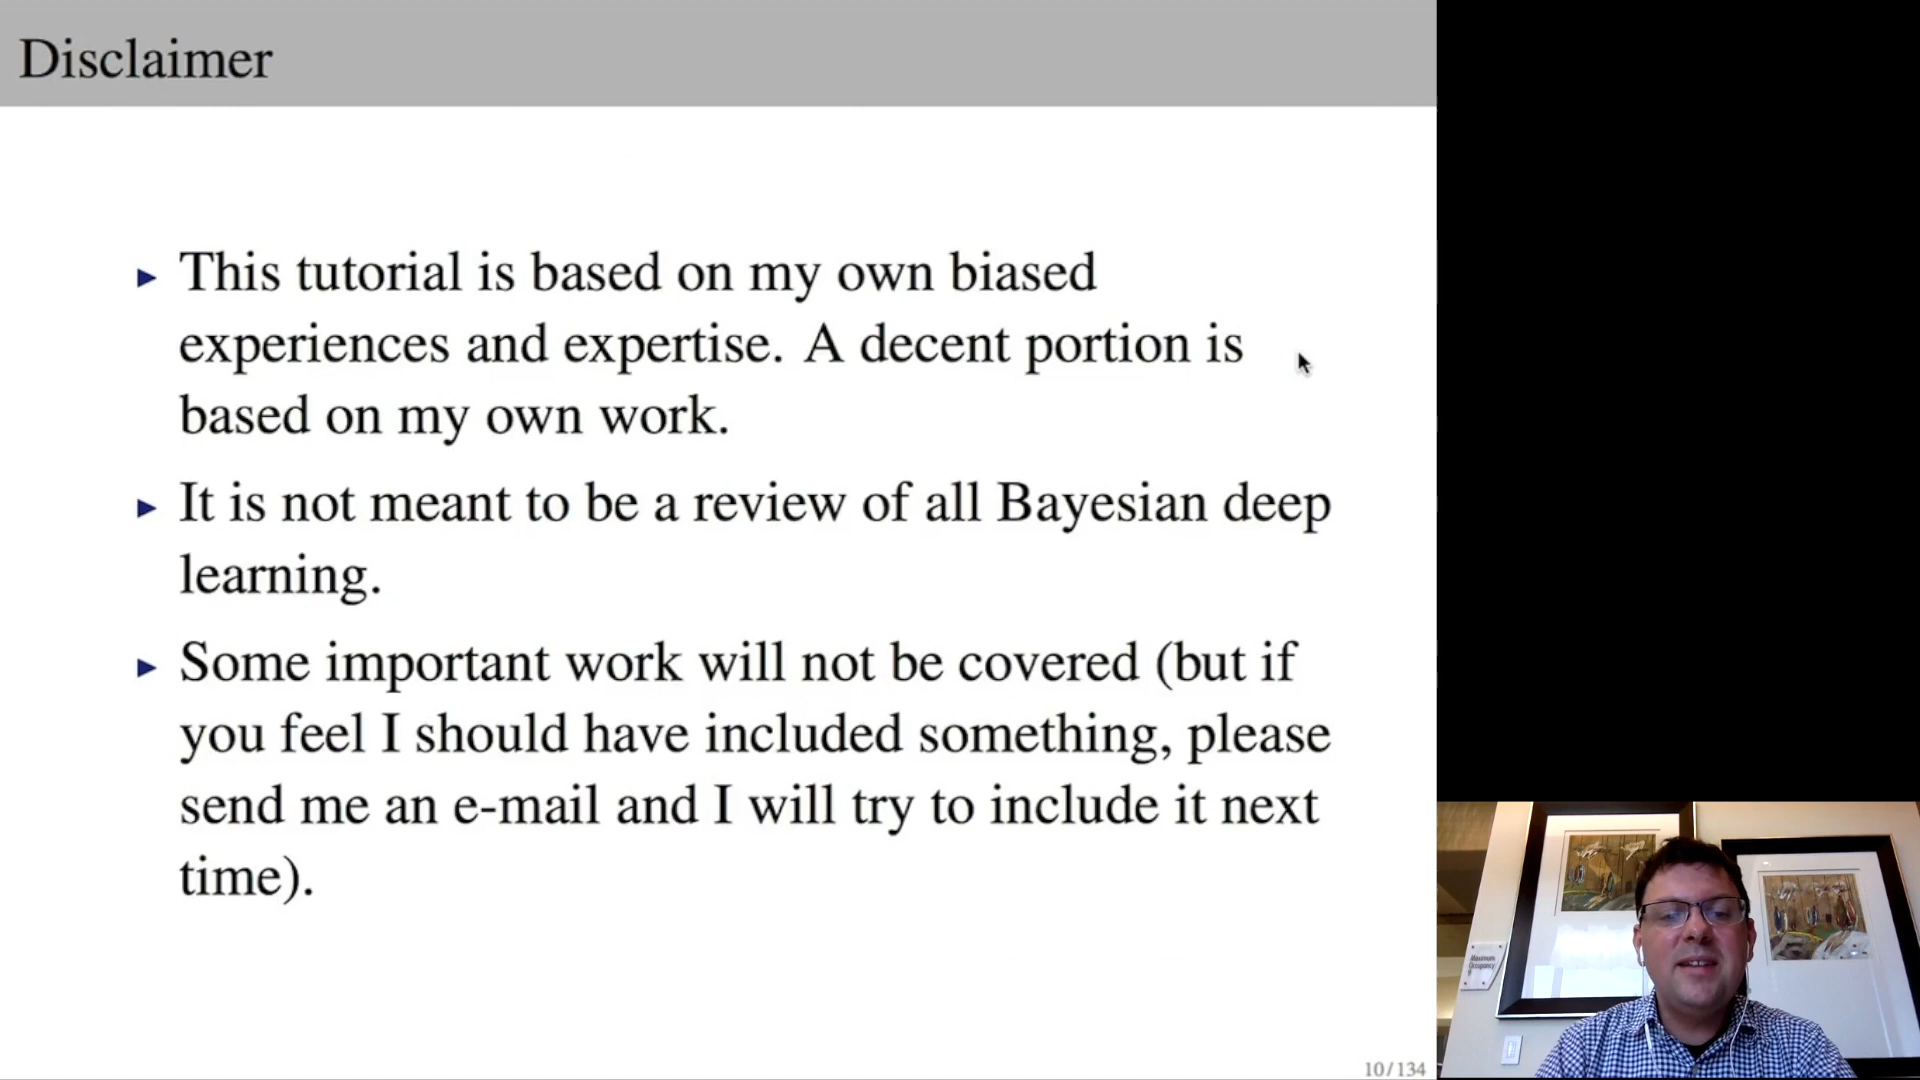 Disclaimer
▸ This tutorial is based on my own biased
experiences and expertise. A decent portion is
based on my own work.
▸ It is not meant to be a review of all Bayesian deep
learning.
▸ Some important work will not be covered (but if
you feel I should have included something, please
send me an e-mail and I will try to include it next
time).
10/134
Maximum
Occupancy
9